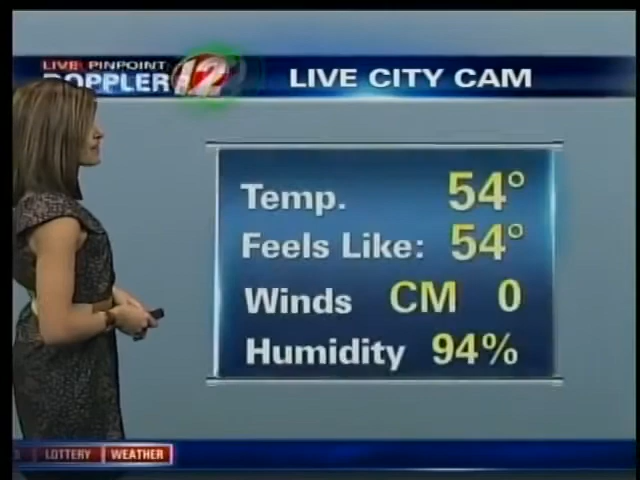 LIVE PINPOINT
DOPPLER 12
LIVE CITY CAM
Temp. 54°
Feels Like: 54°
Winds CM 0
Humidity 94%
LOTTERY WEATHER